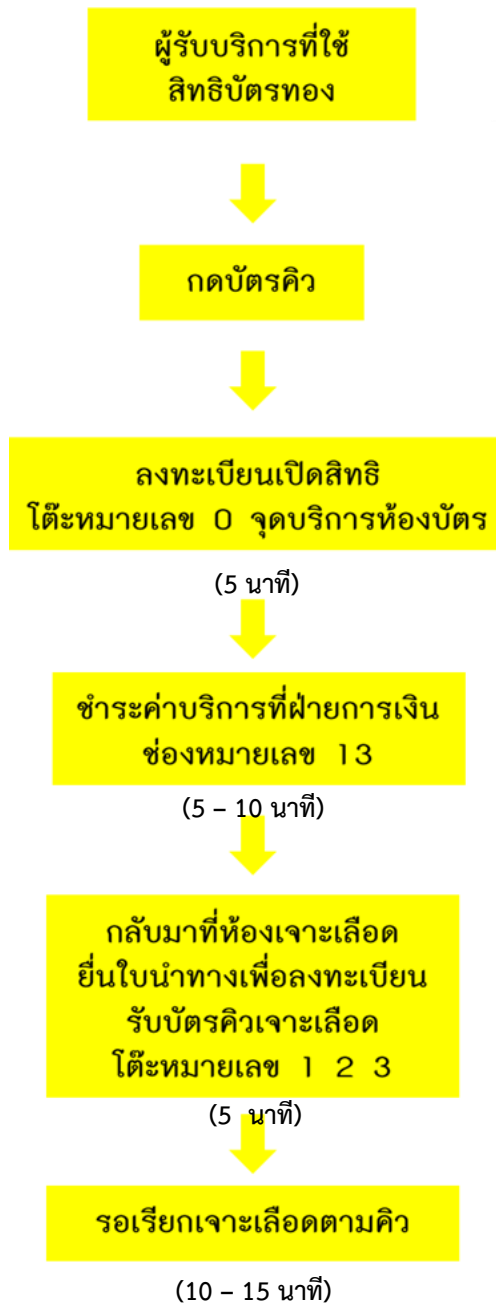 ผู้รับบริการที่ใช้
สิทธิบัตรทอง
กดบัตรคิว
ลงทะเบียนเปิดสิทธิ
โต๊ะหมายเลข 0 จุดบริการห้องบัตร
(5 นาที)
ชำระค่าบริการที่ฝ่ายการเงิน
ช่องหมายเลข 13
(5 – 10 นาที)
กลับมาที่ห้องเจาะเลือด
ยื่นใบนำทางเพื่อลงทะเบียน
รับบัตรคิวเจาะเลือด
โต๊ะหมายเลข 1 2 3
(5 นาที)
รอเรียกเจาะเลือดตามคิว
(10 – 15 นาที)